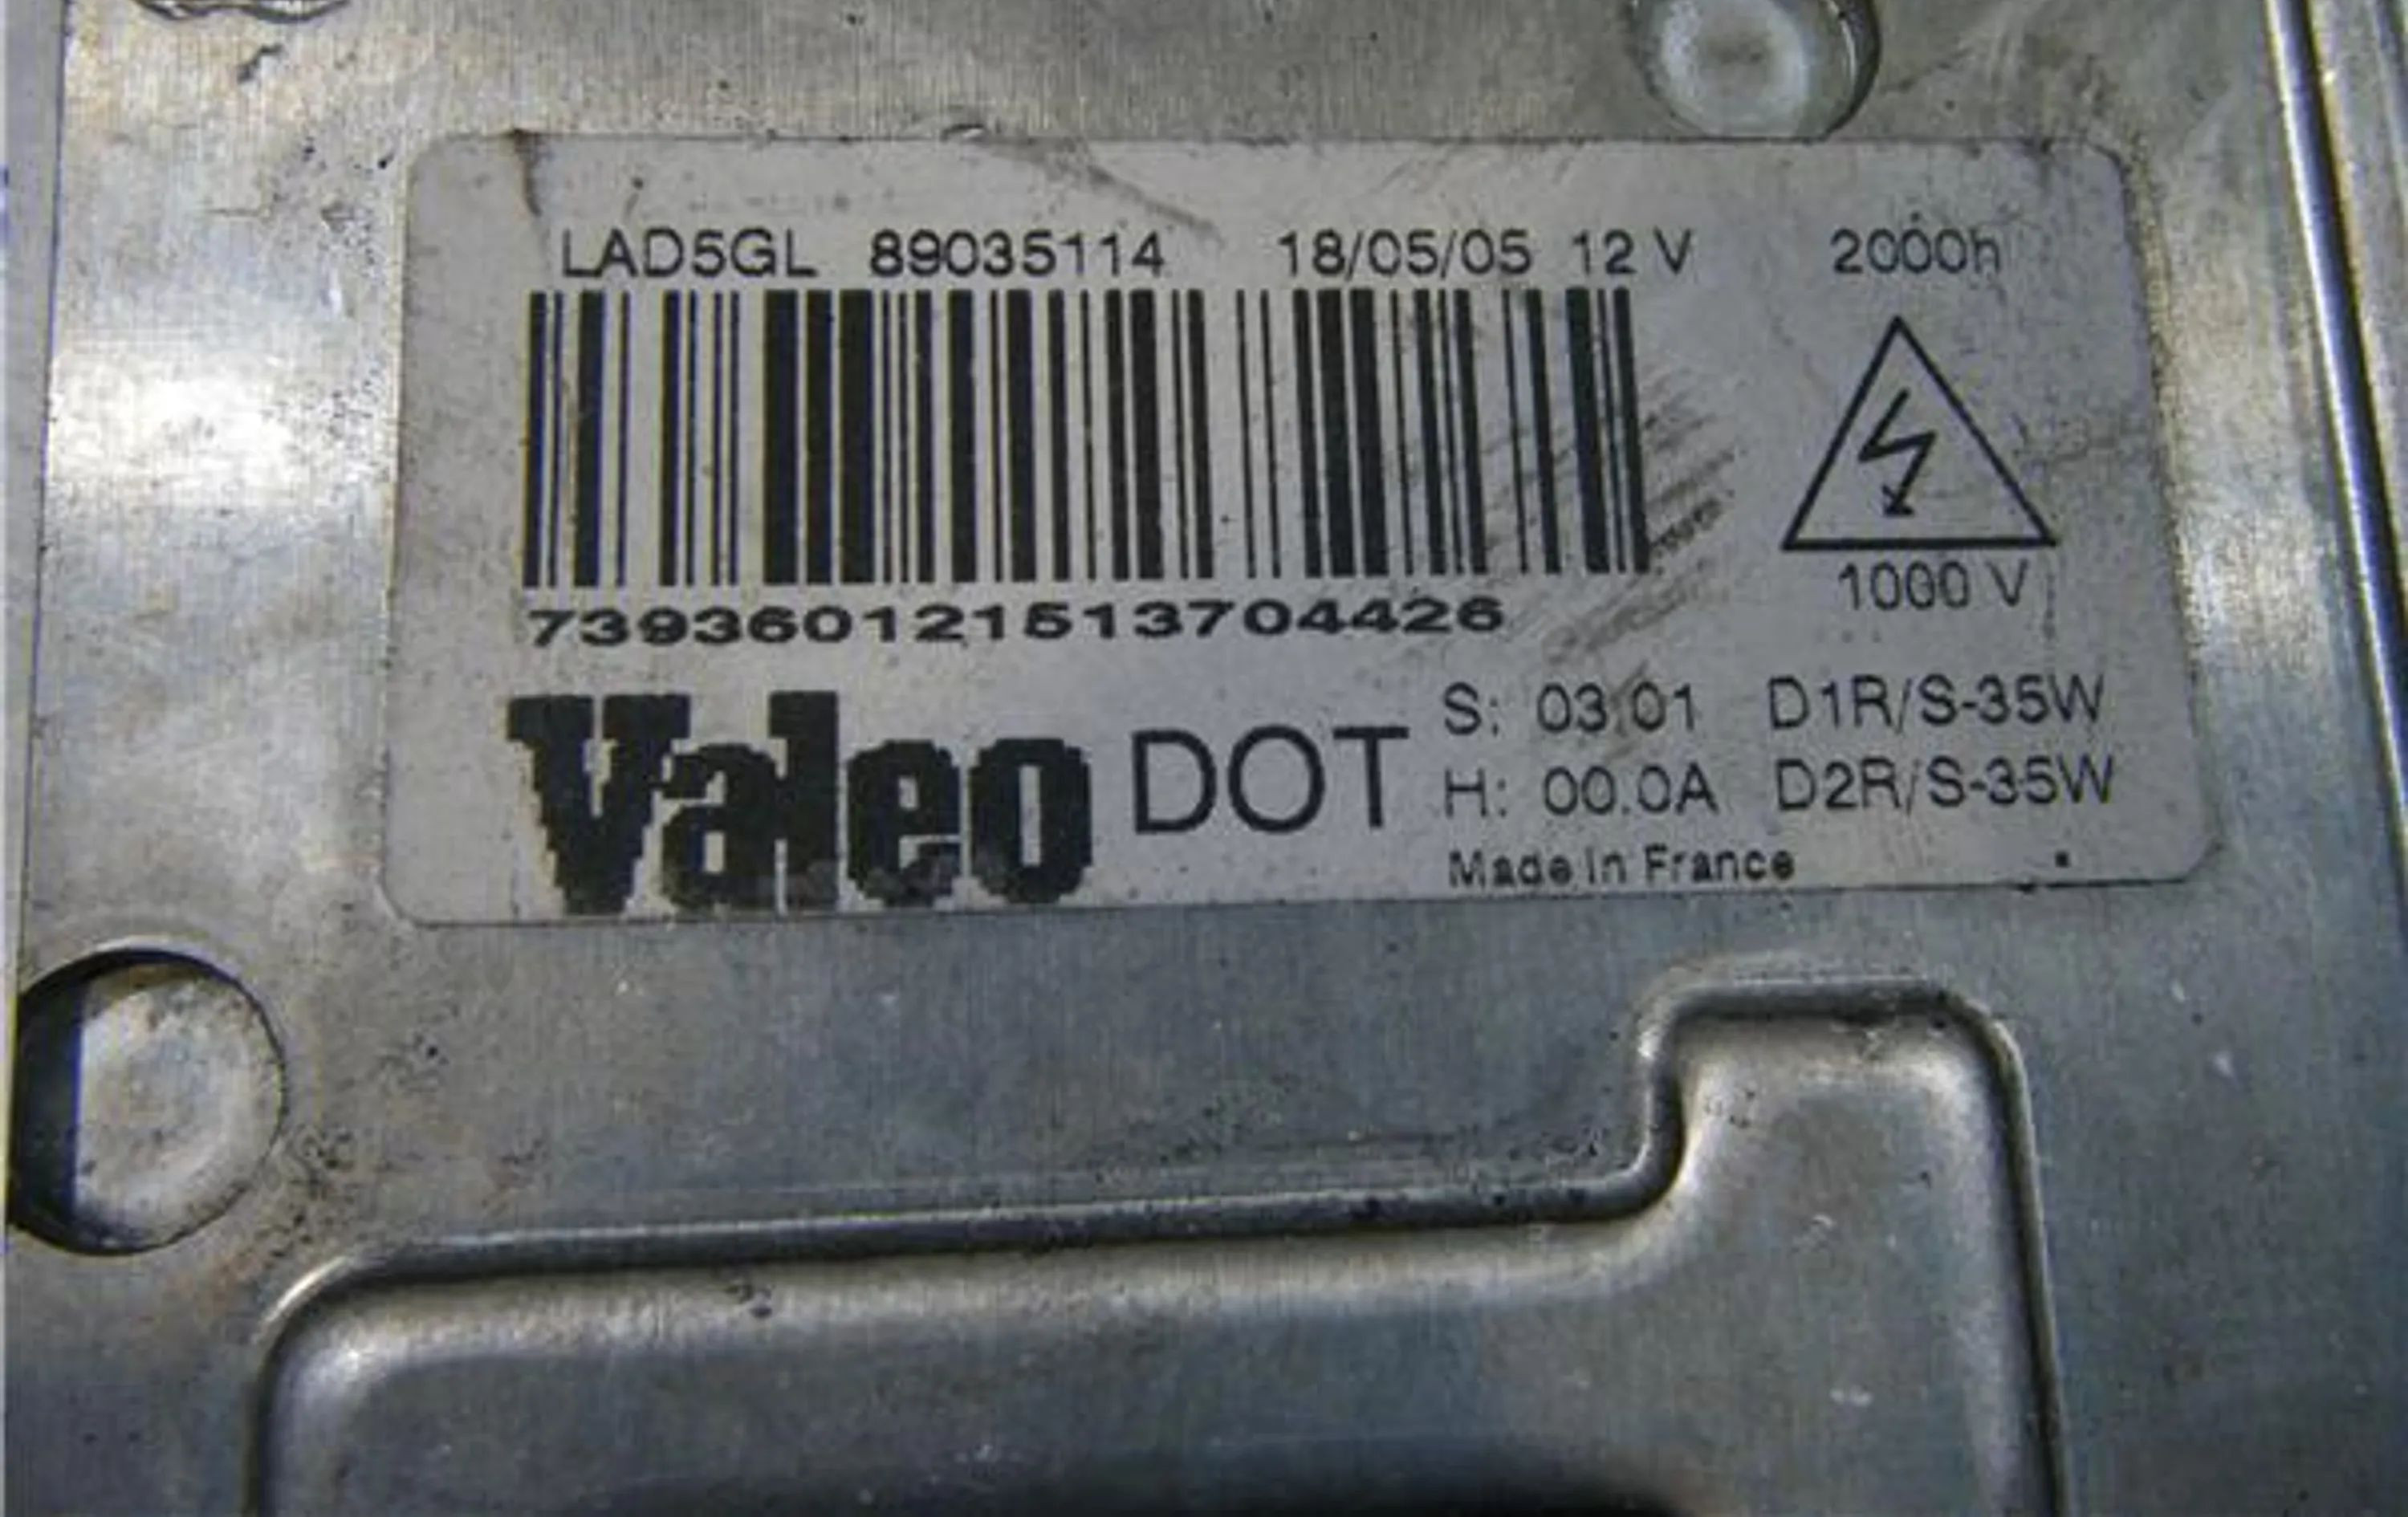 LAD5GL 89035114 18/05/05 12 V 2000h
1000 V
739360121513704426
Valeo DOT
S: 03.01 D1R/S-35W
H: 00.0A D2R/S-35W
Made in France